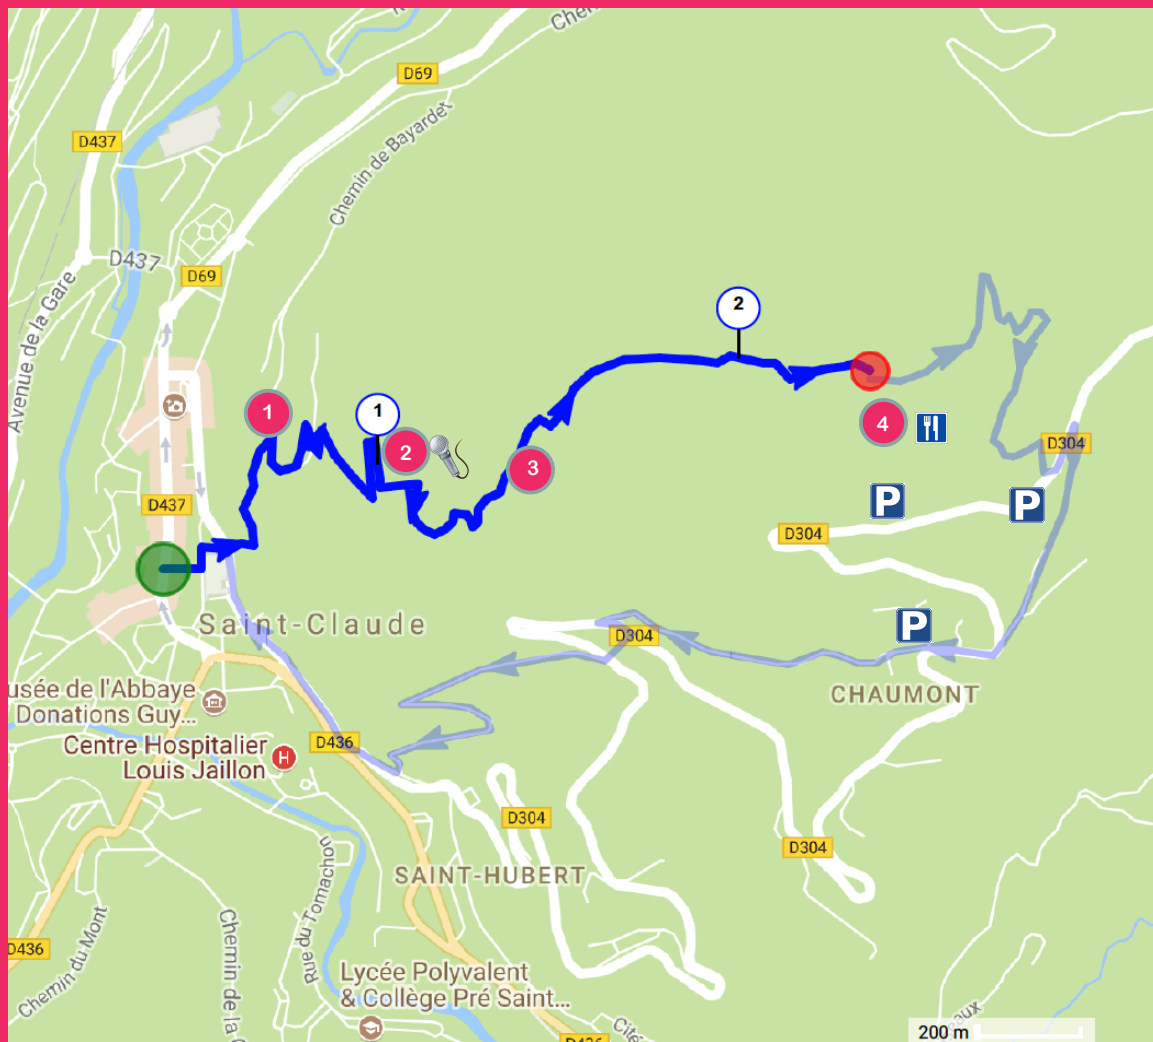 Chem
D69
D437
Chemin de Bayardet
D437
D69
Avenue de la Gare
2
1
1
2
4
3
D304
P
P
D437
D304
Saint-Claude
P
D304
usée de l'Abbaye
Donations Guy...
CHAUMONT
Centre Hospitalier
Louis Jaillon
H
D436
D304
D304
SAINT-HUBERT
Rue du Tomachon
Chemin du Mont
Chemin de la
D436
Lycée Polyvalent
& Collège Pré Saint...
Cité
200 m
D436